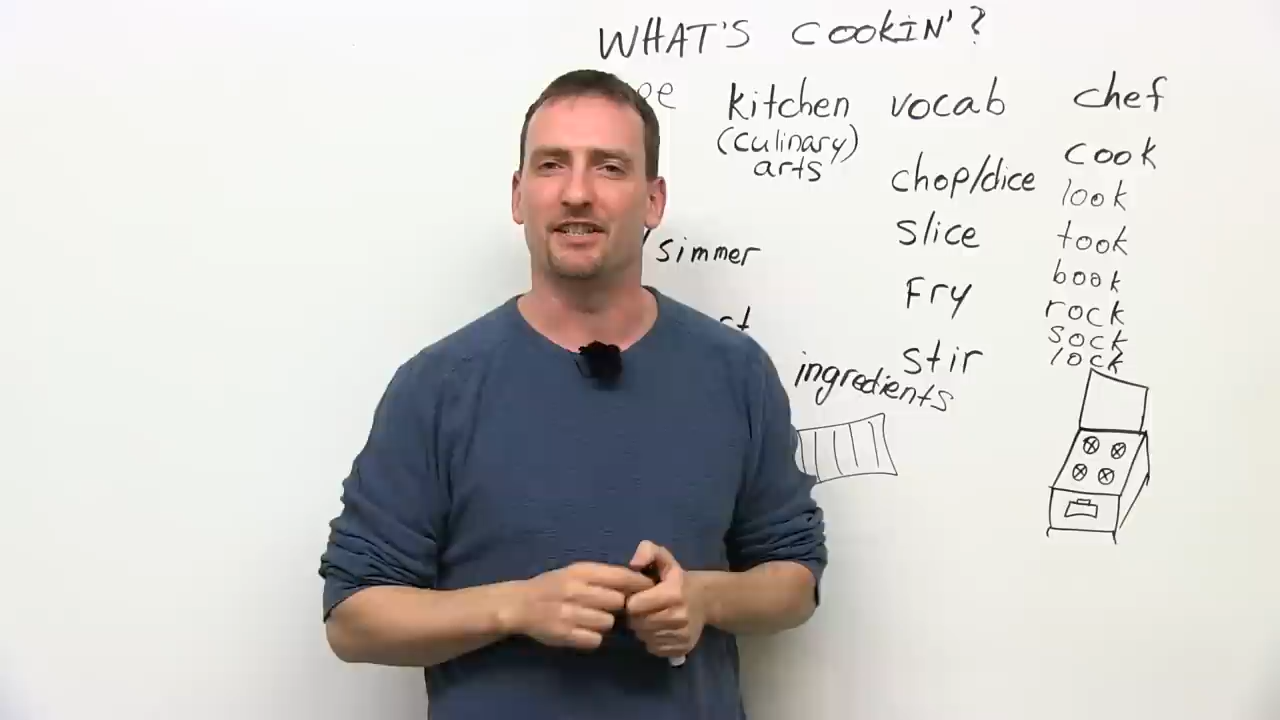 WHAT'S COOKIN'?
kitchen vocab chef
(culinary)
arts
cook
chop/dice
look
slice
took
simmer
book
fry
rock
sock
stir
lock
ingredients